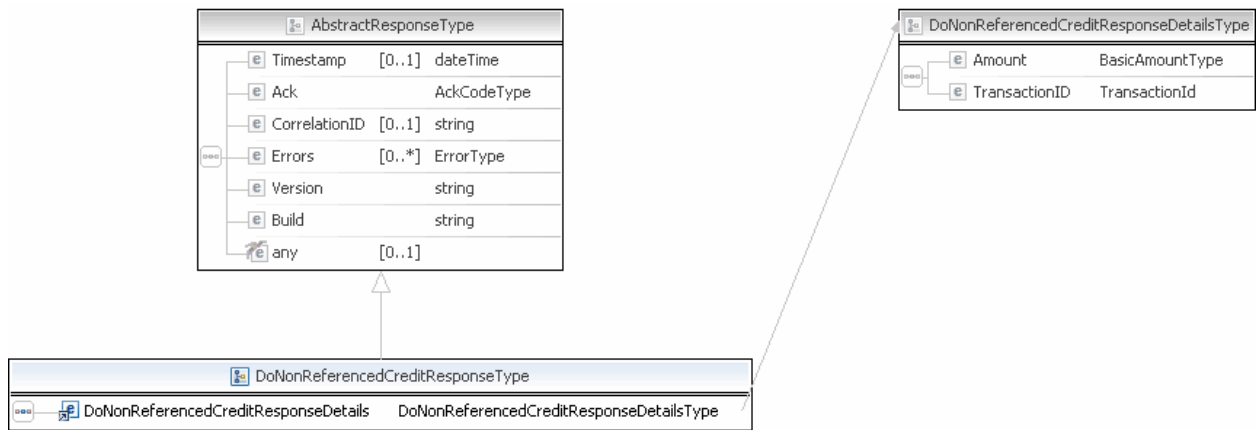 AbstractResponseType
e Timestamp [0..1] dateTime
e Ack AckCodeType
e CorrelationID [0..1] string
e Errors [0..*] ErrorType
e Version string
e Build string
e any [0..1]
DoNonReferencedCreditResponseDetailsType
e Amount BasicAmountType
e TransactionID TransactionId
DoNonReferencedCreditResponseType
e DoNonReferencedCreditResponseDetails DoNonReferencedCreditResponseDetailsType